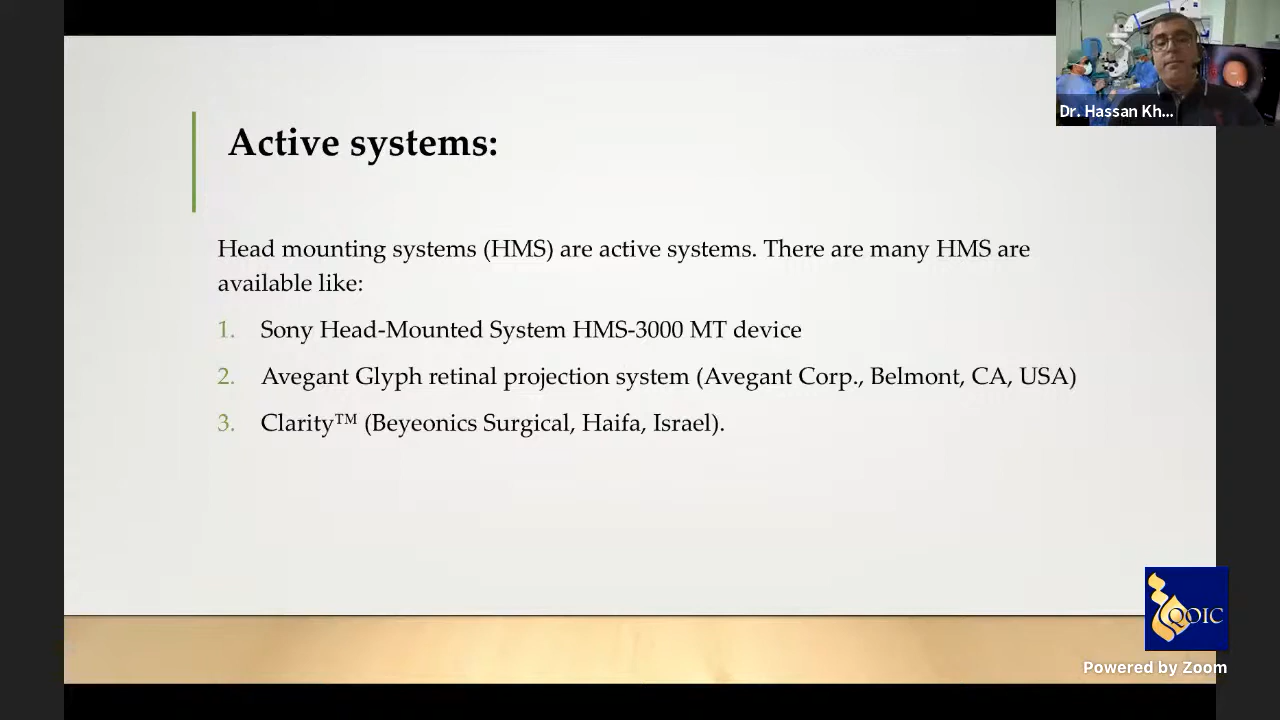 Dr. Hassan Kh...
Active systems:
Head mounting systems (HMS) are active systems. There are many HMS are
available like:
1. Sony Head-Mounted System HMS-3000 MT device
2. Avegant Glyph retinal projection system (Avegant Corp., Belmont, CA, USA)
3. Clarity™ (Beyeonics Surgical, Haifa, Israel).
QOIC
Powered by Zoom